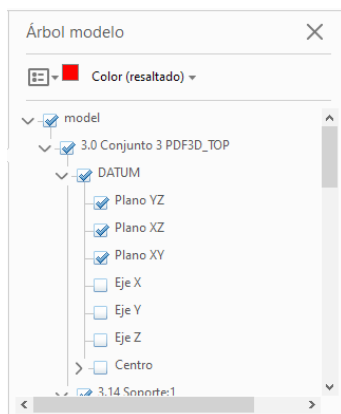 Árbol modelo
Color (resaltado)
model
3.0 Conjunto 3 PDF3D_TOP
DATUM
Plano YZ
Plano XZ
Plano XY
Eje X
Eje Y
Eje Z
Centro
3.14 Soporte:1